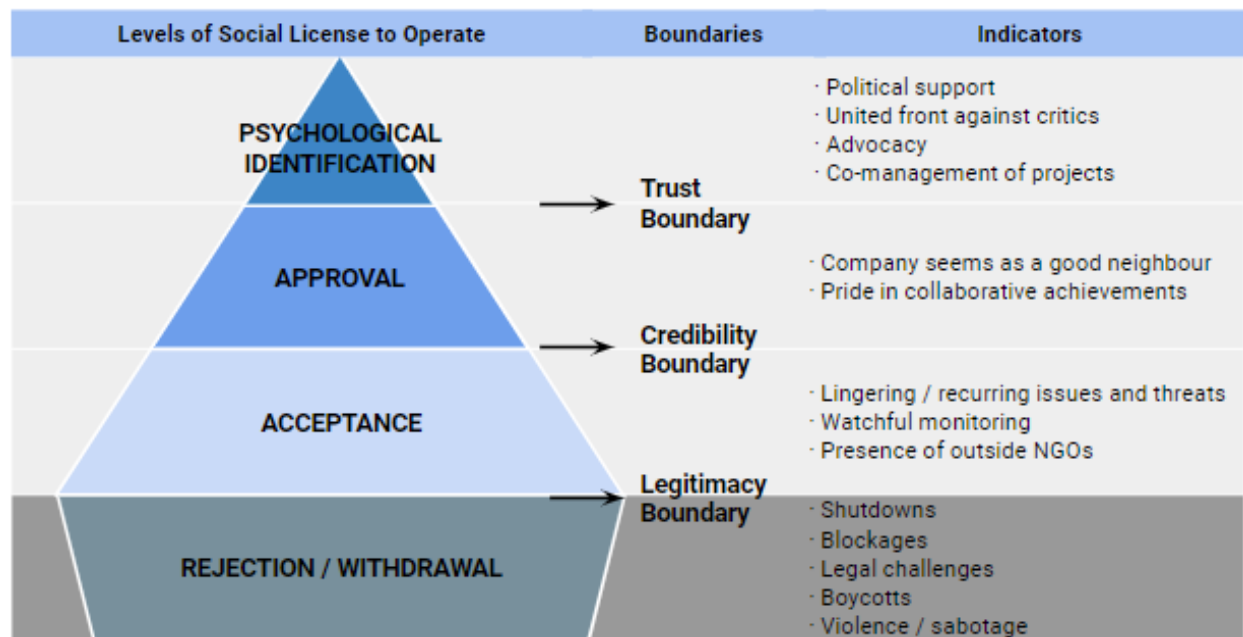 Levels of Social License to Operate
Boundaries
Indicators
PSYCHOLOGICAL
IDENTIFICATION
Trust
Boundary
· Political support
· United front against critics
· Advocacy
· Co-management of projects
APPROVAL
Credibility
Boundary
· Company seems as a good neighbour
· Pride in collaborative achievements
ACCEPTANCE
Legitimacy
Boundary
· Lingering / recurring issues and threats
· Watchful monitoring
· Presence of outside NGOs
REJECTION / WITHDRAWAL
· Shutdowns
· Blockages
· Legal challenges
· Boycotts
· Violence / sabotage